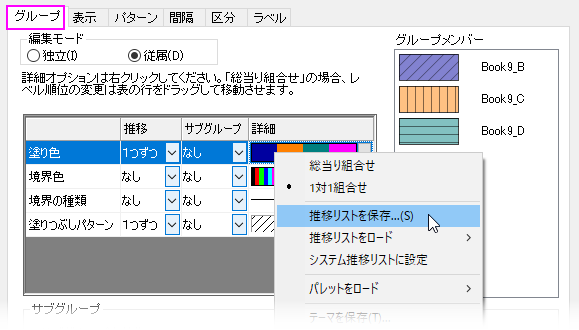 グループ 表示 パターン 間隔 区分 ラベル
編集モード
独立(I) 従属(D)
詳細オプションは右クリックしてください。「総当り組合せ」の場合、レ
ベル順位の変更は表の行をドラッグして移動させます。
推移 サブグループ 詳細
塗り色 1つずつ なし
境界色 なし なし
境界の種類 なし なし
塗りつぶしパターン 1つずつ なし
総当り組合せ
1対1組合せ
推移リストを保存...(S)
推移リストをロード
システム推移リストに設定
パレットをロード
テーマを保存(T)...
グループメンバー
Book9_B
Book9_C
Book9_D
サブグループ